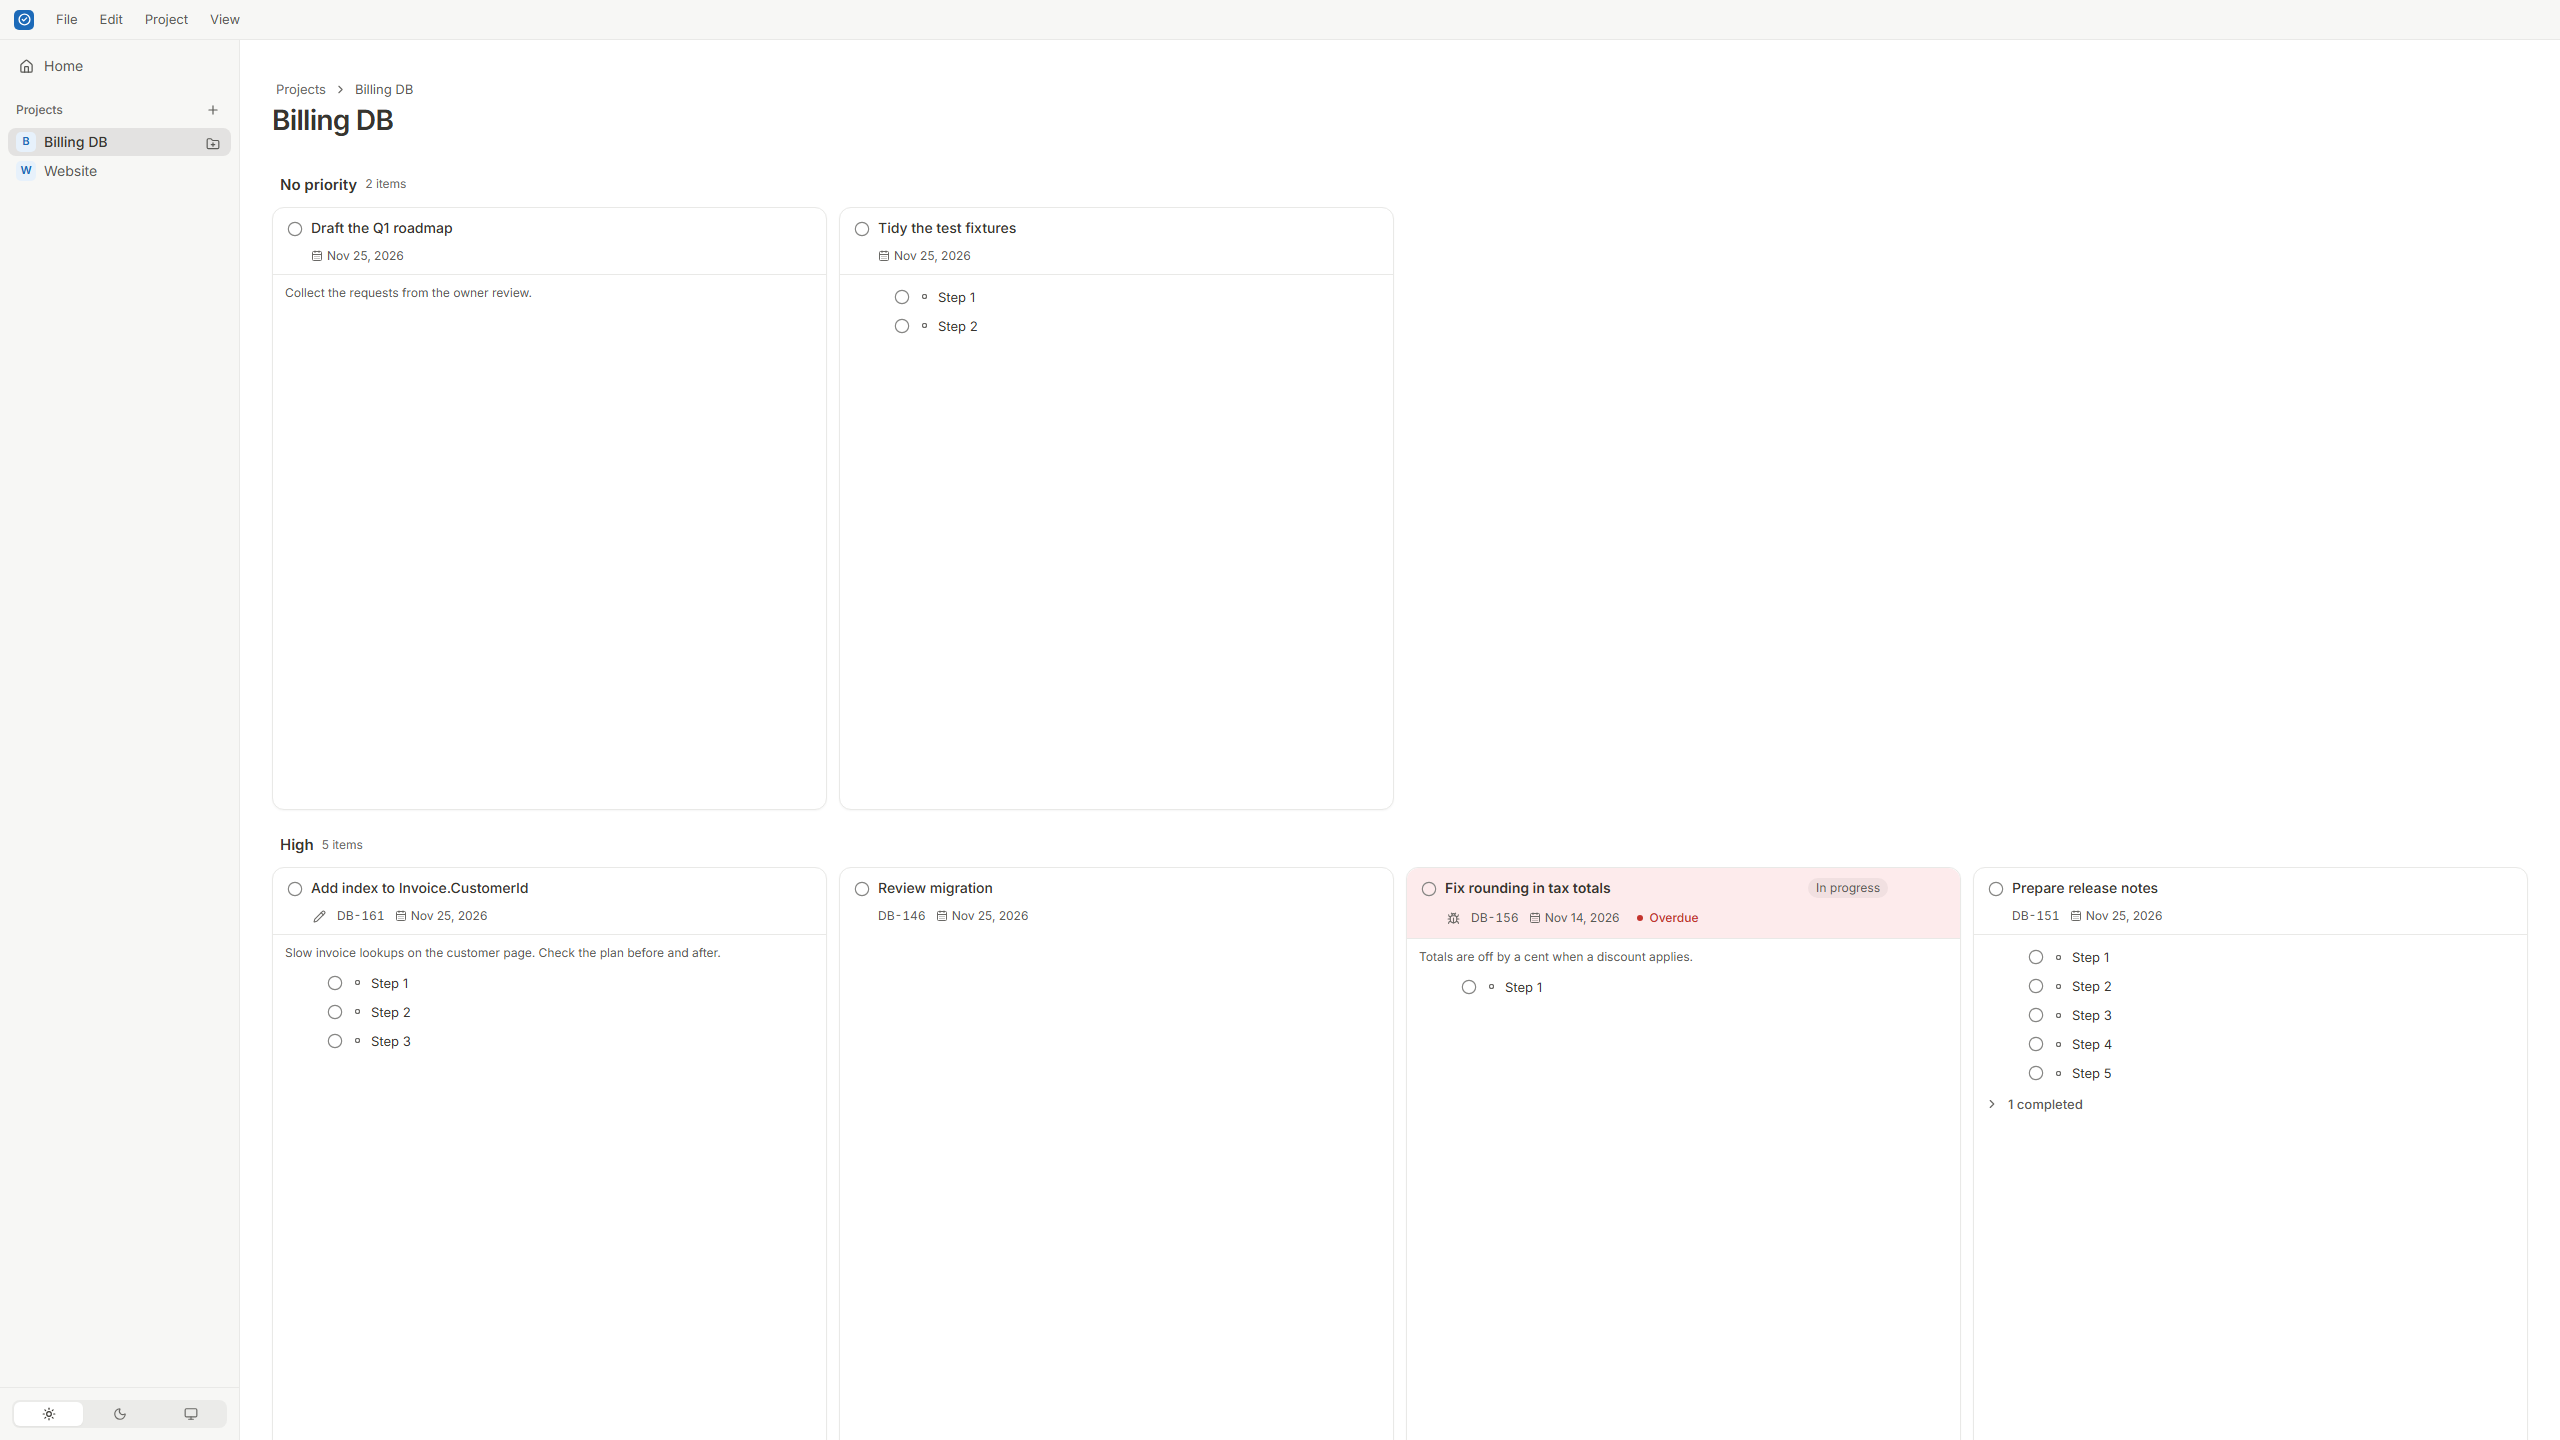 File Edit Project View
Home
Projects
B Billing DB
W Website
Projects > Billing DB
Billing DB
No priority 2 items
Draft the Q1 roadmap
Nov 25, 2026
Collect the requests from the owner review.
Tidy the test fixtures
Nov 25, 2026
Step 1
Step 2
High 5 items
Add index to Invoice.CustomerId
DB-161 Nov 25, 2026
Slow invoice lookups on the customer page. Check the plan before and after.
Step 1
Step 2
Step 3
Review migration
DB-146 Nov 25, 2026
Fix rounding in tax totals In progress
DB-156 Nov 14, 2026 Overdue
Totals are off by a cent when a discount applies.
Step 1
Prepare release notes
DB-151 Nov 25, 2026
Step 1
Step 2
Step 3
Step 4
Step 5
1 completed